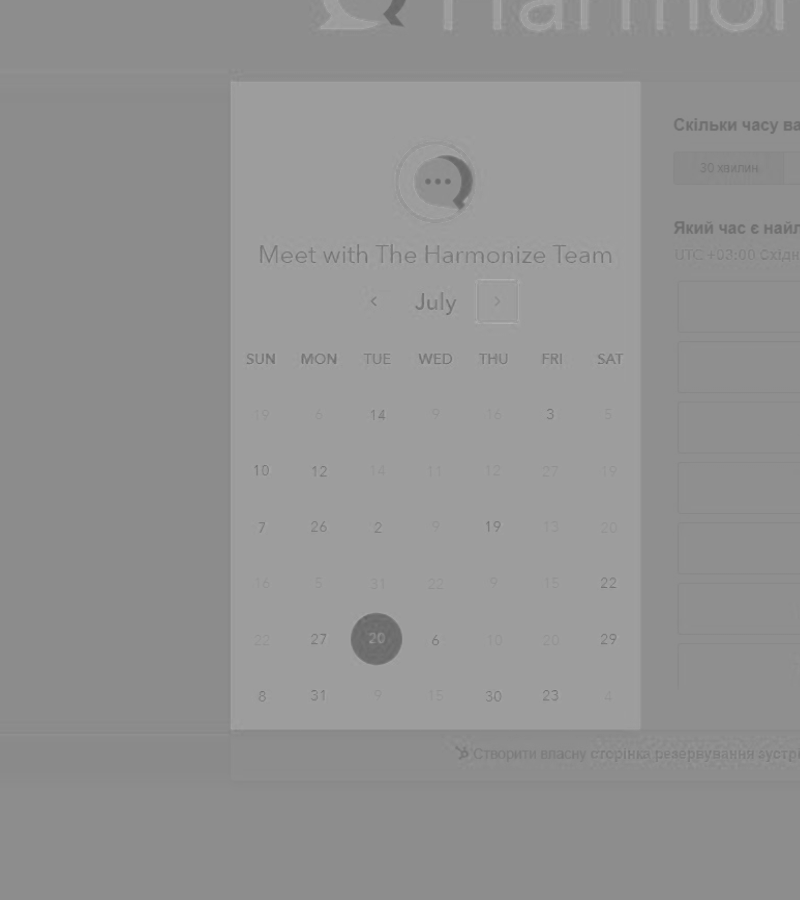 Harmon
Meet with The Harmonize Team
July
SUN MON TUE WED THU FRI SAT
19 6 14 9 16 3 5
10 12 14 11 12 27 19
7 26 2 9 19 13 20
16 5 31 22 9 15 22
22 27 20 6 10 20 29
8 31 9 15 30 23 4
Скільки часу ва
30 хвилин
Який час є найл
UTC +03:00 Східн
Створити власну сторінка резервування зустрі